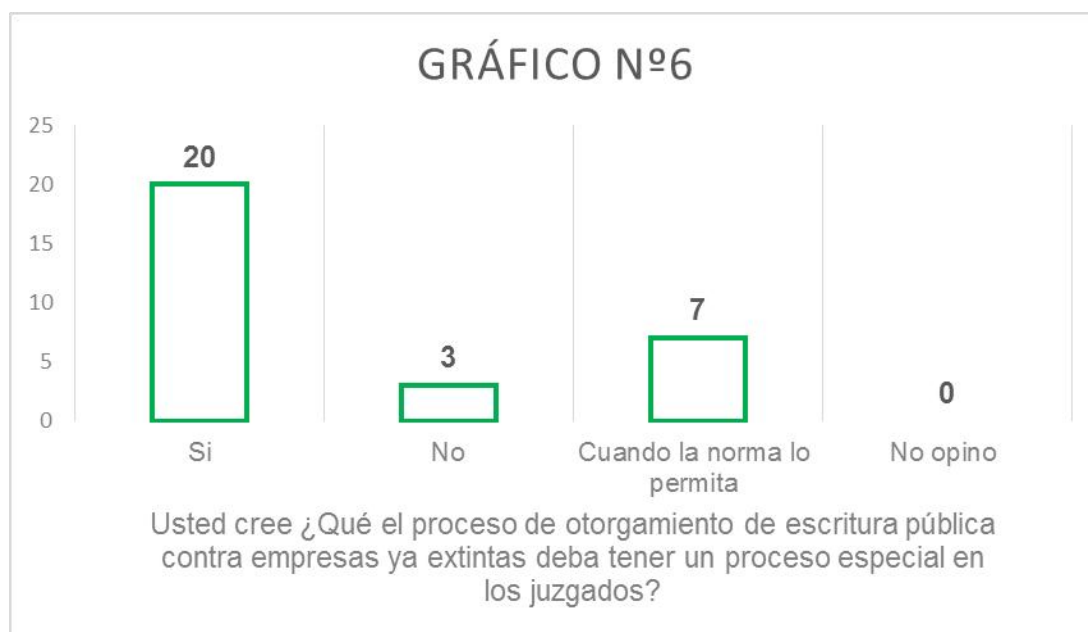 GRÁFICO Nº6
25
20
15
10
5
0
20
3
7
0
Si
No
Cuando la norma lo
permita
No opino
Usted cree ¿Qué el proceso de otorgamiento de escritura pública
contra empresas ya extintas deba tener un proceso especial en
los juzgados?